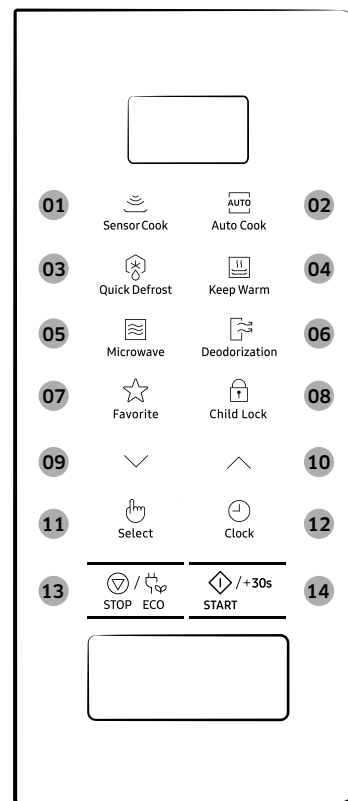 01 02
AUTO
Sensor Cook Auto Cook
03 04
Quick Defrost Keep Warm
05 06
Microwave Deodorization
07 08
Favorite Child Lock
09 10
11 12
Select Clock
13 / / +30s 14
STOP ECO START